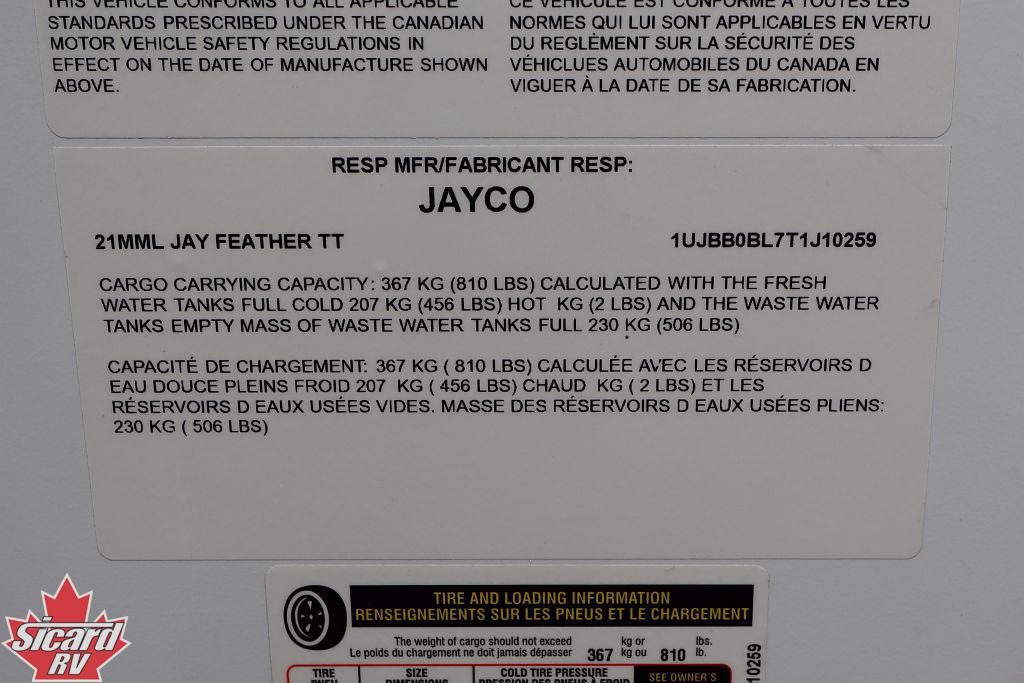 THIS VEHICLE CONFORMS TO ALL APPLICABLE
STANDARDS PRESCRIBED UNDER THE CANADIAN
MOTOR VEHICLE SAFETY REGULATIONS IN
EFFECT ON THE DATE OF MANUFACTURE SHOWN
ABOVE.
CE VÉHICULE EST CONFORME À TOUTES LES
NORMES QUI LUI SONT APPLICABLES EN VERTU
DU REGLÈMENT SUR LA SÉCURITÉ DES
VÉHICLUES AUTOMOBILES DU CANADA EN
VIGUER À LA DATE DE SA FABRICATION.
RESP MFR/FABRICANT RESP:
JAYCO
21MML JAY FEATHER TT 1UJBB0BL7T1J10259
CARGO CARRYING CAPACITY: 367 KG (810 LBS) CALCULATED WITH THE FRESH
WATER TANKS FULL COLD 207 KG (456 LBS) HOT KG (2 LBS) AND THE WASTE WATER
TANKS EMPTY MASS OF WASTE WATER TANKS FULL 230 KG (506 LBS)
CAPACITÉ DE CHARGEMENT: 367 KG ( 810 LBS) CALCULÉE AVEC LES RÉSERVOIRS D
EAU DOUCE PLEINS FROID 207 KG ( 456 LBS) CHAUD KG ( 2 LBS) ET LES
RÉSERVOIRS D EAUX USÉES VIDES. MASSE DES RÉSERVOIRS D EAUX USÉES PLIENS:
230 KG ( 506 LBS)
TIRE AND LOADING INFORMATION
RENSEIGNEMENTS SUR LES PNEUS ET LE CHARGEMENT
The weight of cargo should not exceed kg or lbs.
Le poids du chargement ne doit jamais dépasser 367 kg ou 810 lb.
10259
TIRE SIZE COLD TIRE PRESSURE SEE OWNER'S
PNEU DIMENSIONS PRESSION DES PNEUS À FROID
Sicard
RV